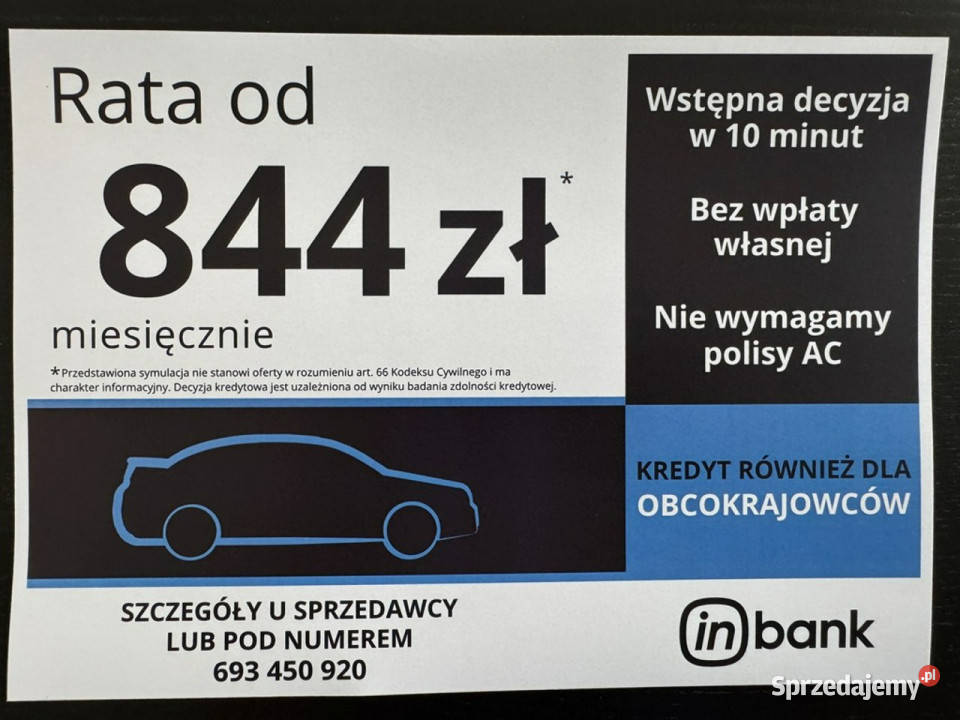 Rata od
844 zł*
miesięcznie
*Przedstawiona symulacja nie stanowi oferty w rozumieniu art. 66 Kodeksu Cywilnego i ma
charakter informacyjny. Decyzja kredytowa jest uzależniona od wyniku badania zdolności kredytowej.
Wstępna decyzja
w 10 minut
Bez wpłaty
własnej
Nie wymagamy
polisy AC
KREDYT RÓWNIEŻ DLA
OBCOKRAJOWCÓW
SZCZEGÓŁY U SPRZEDAWCY
LUB POD NUMEREM
693 450 920
inbank
Sprzedajemy.pl